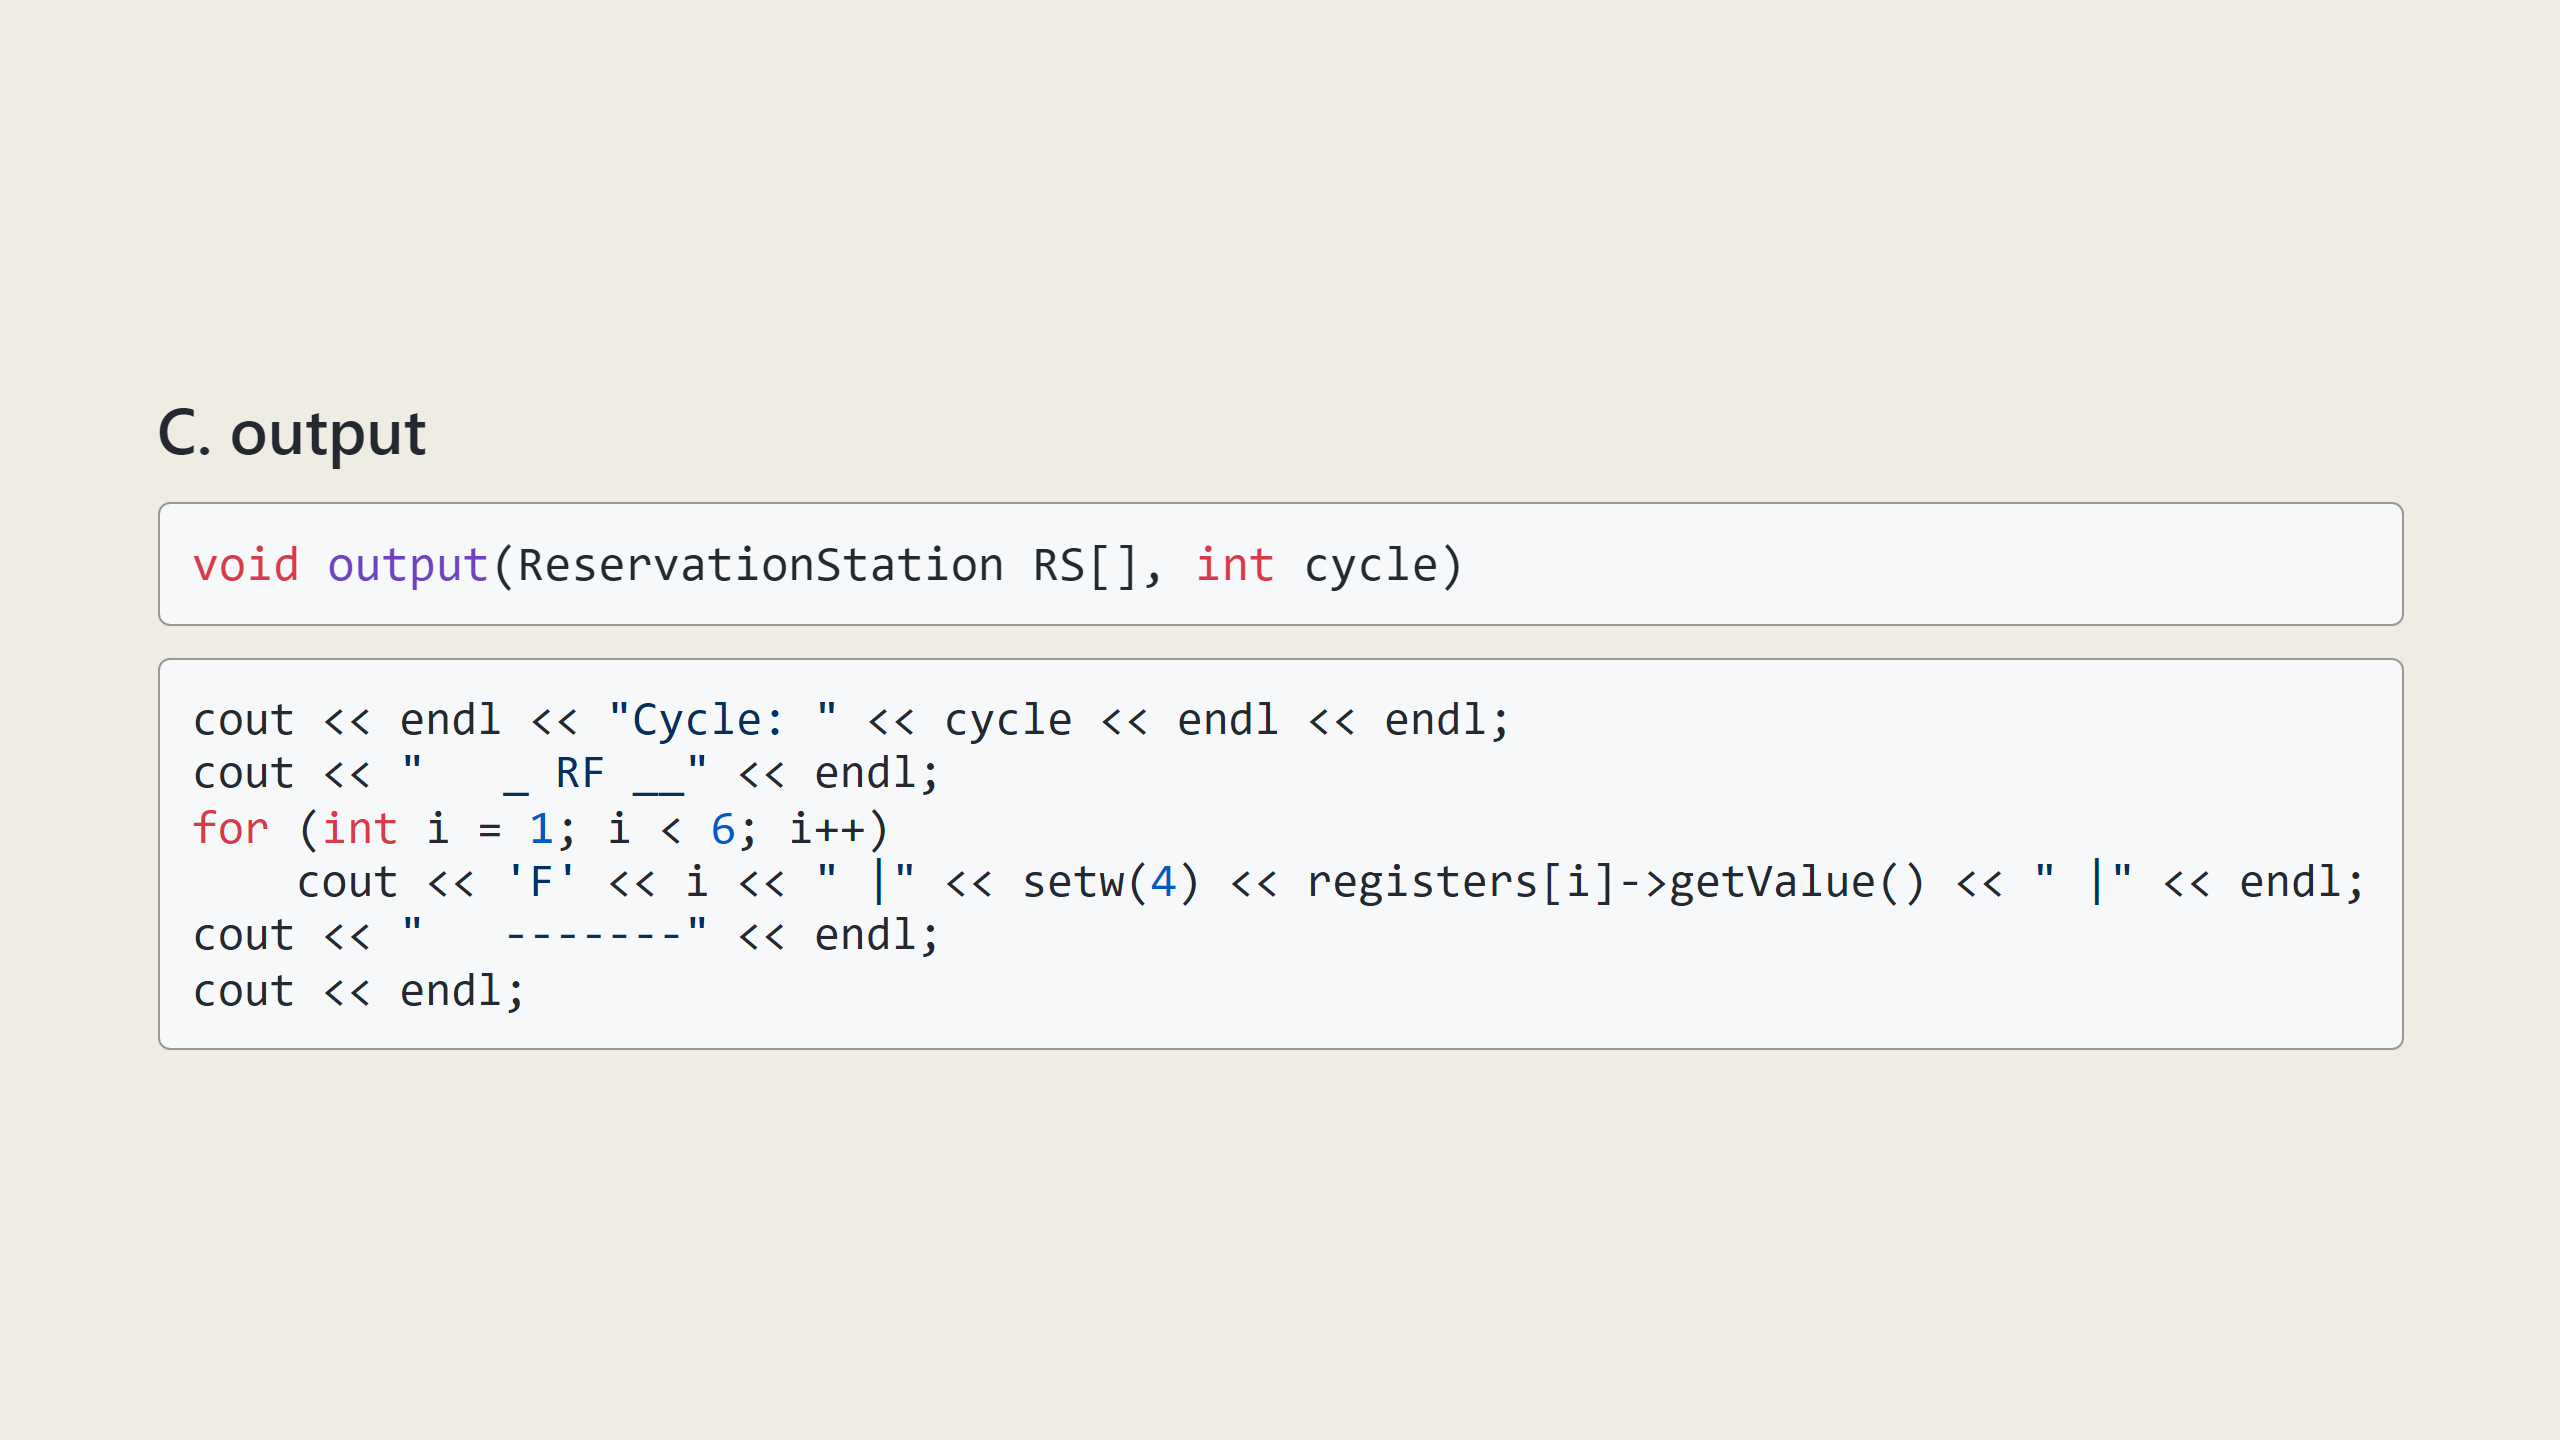 C. output
void output(ReservationStation RS[], int cycle)
cout << endl << "Cycle: " << cycle << endl << endl;
cout << "   _ RF __" << endl;
for (int i = 1; i < 6; i++)
    cout << 'F' << i << " |" << setw(4) << registers[i]->getValue() << " |" << endl;
cout << "   -------" << endl;
cout << endl;